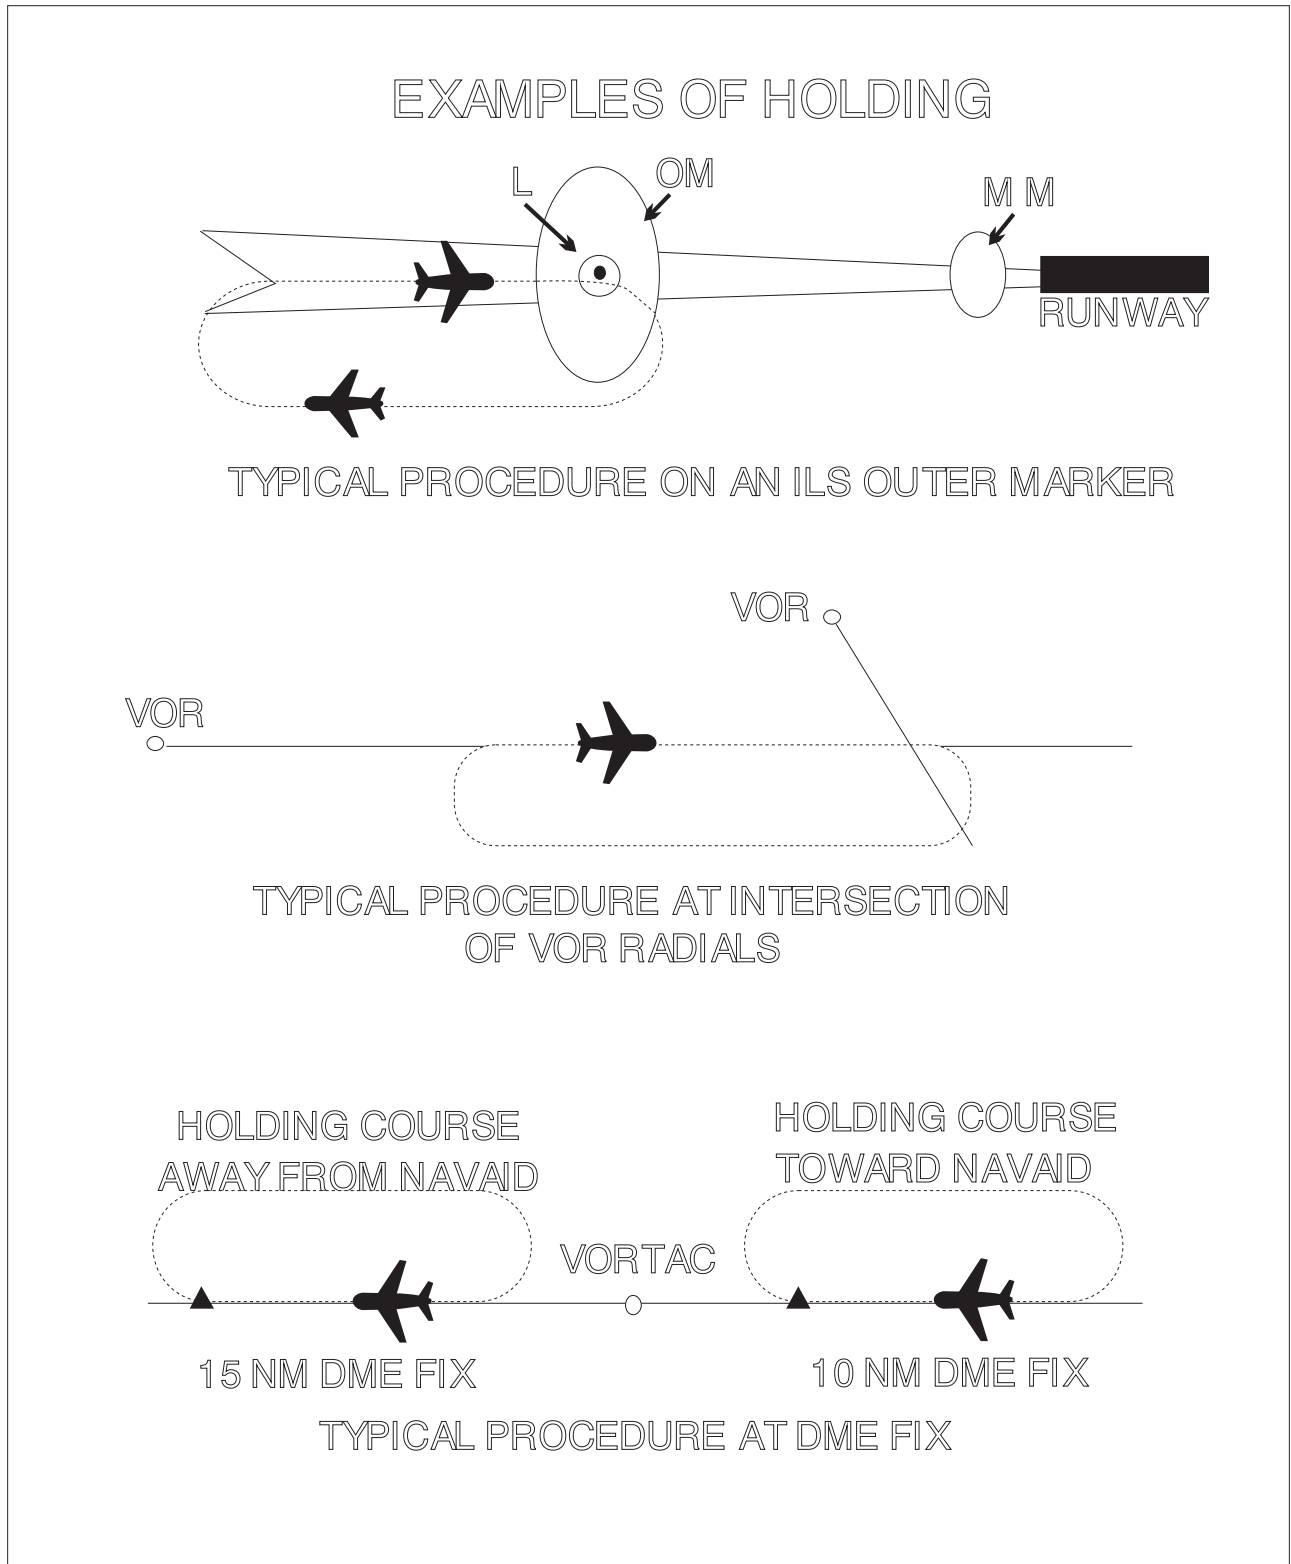 EXAMPLES OF HOLDING
L
OM
M M
RUNWAY
TYPICAL PROCEDURE ON AN ILS OUTER MARKER
VOR
VOR
TYPICAL PROCEDURE AT INTERSECTION
OF VOR RADIALS
HOLDING COURSE
AWAY FROM NAVAID
HOLDING COURSE
TOWARD NAVAID
VORTAC
15 NM DME FIX
10 NM DME FIX
TYPICAL PROCEDURE AT DME FIX